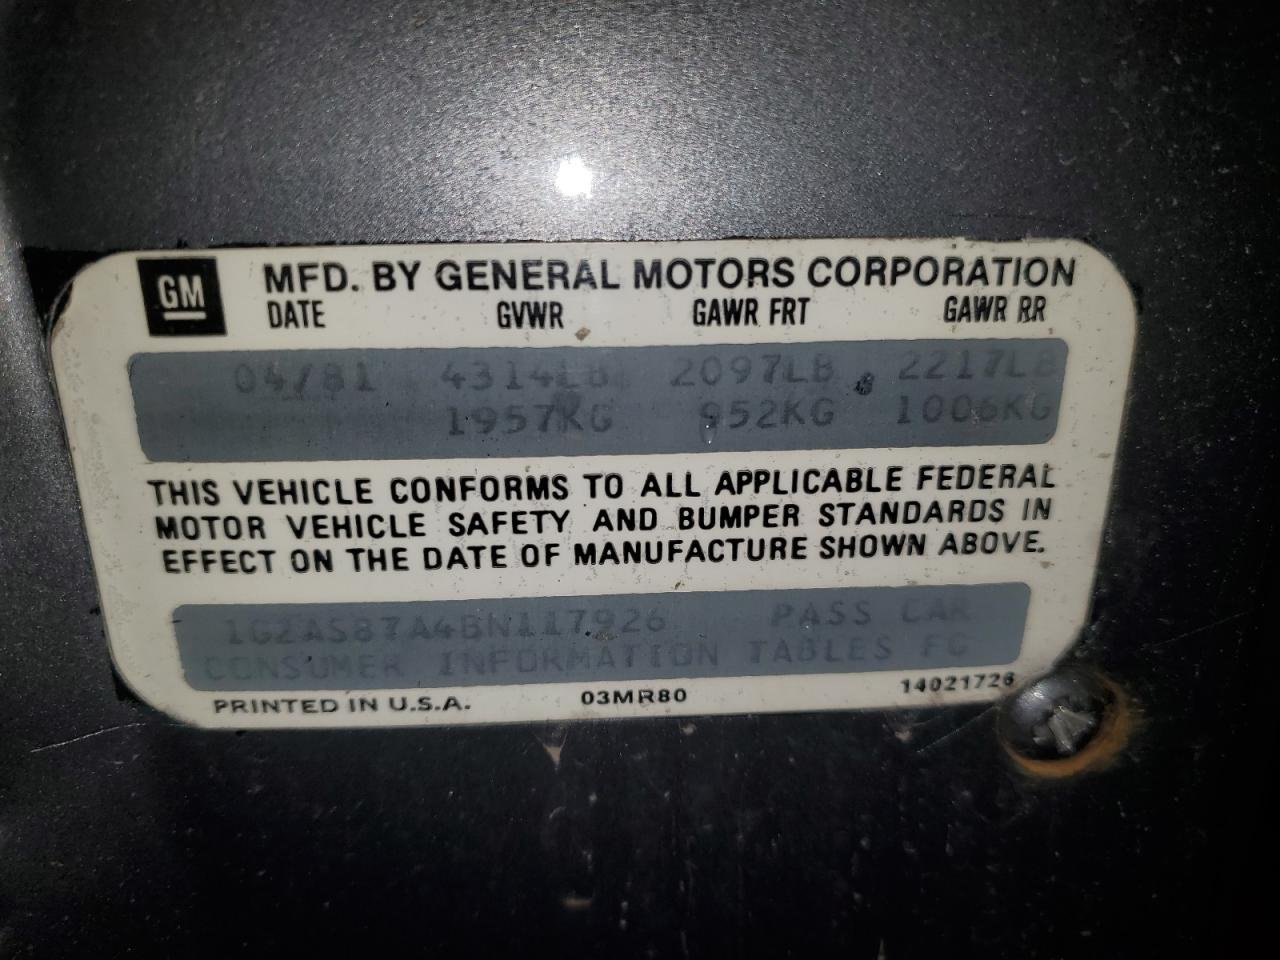 GM MFD. BY GENERAL MOTORS CORPORATION
DATE GVWR GAWR FRT GAWR RR
04/81 4314LB 2097LB 2217LB
1957KG 952KG 1006KG
THIS VEHICLE CONFORMS TO ALL APPLICABLE FEDERAL
MOTOR VEHICLE SAFETY AND BUMPER STANDARDS IN
EFFECT ON THE DATE OF MANUFACTURE SHOWN ABOVE.
1G2AS87A4BN117926 PASS CAR
CONSUMER INFORMATION TABLES FG
PRINTED IN U.S.A. 03MR80 14021726